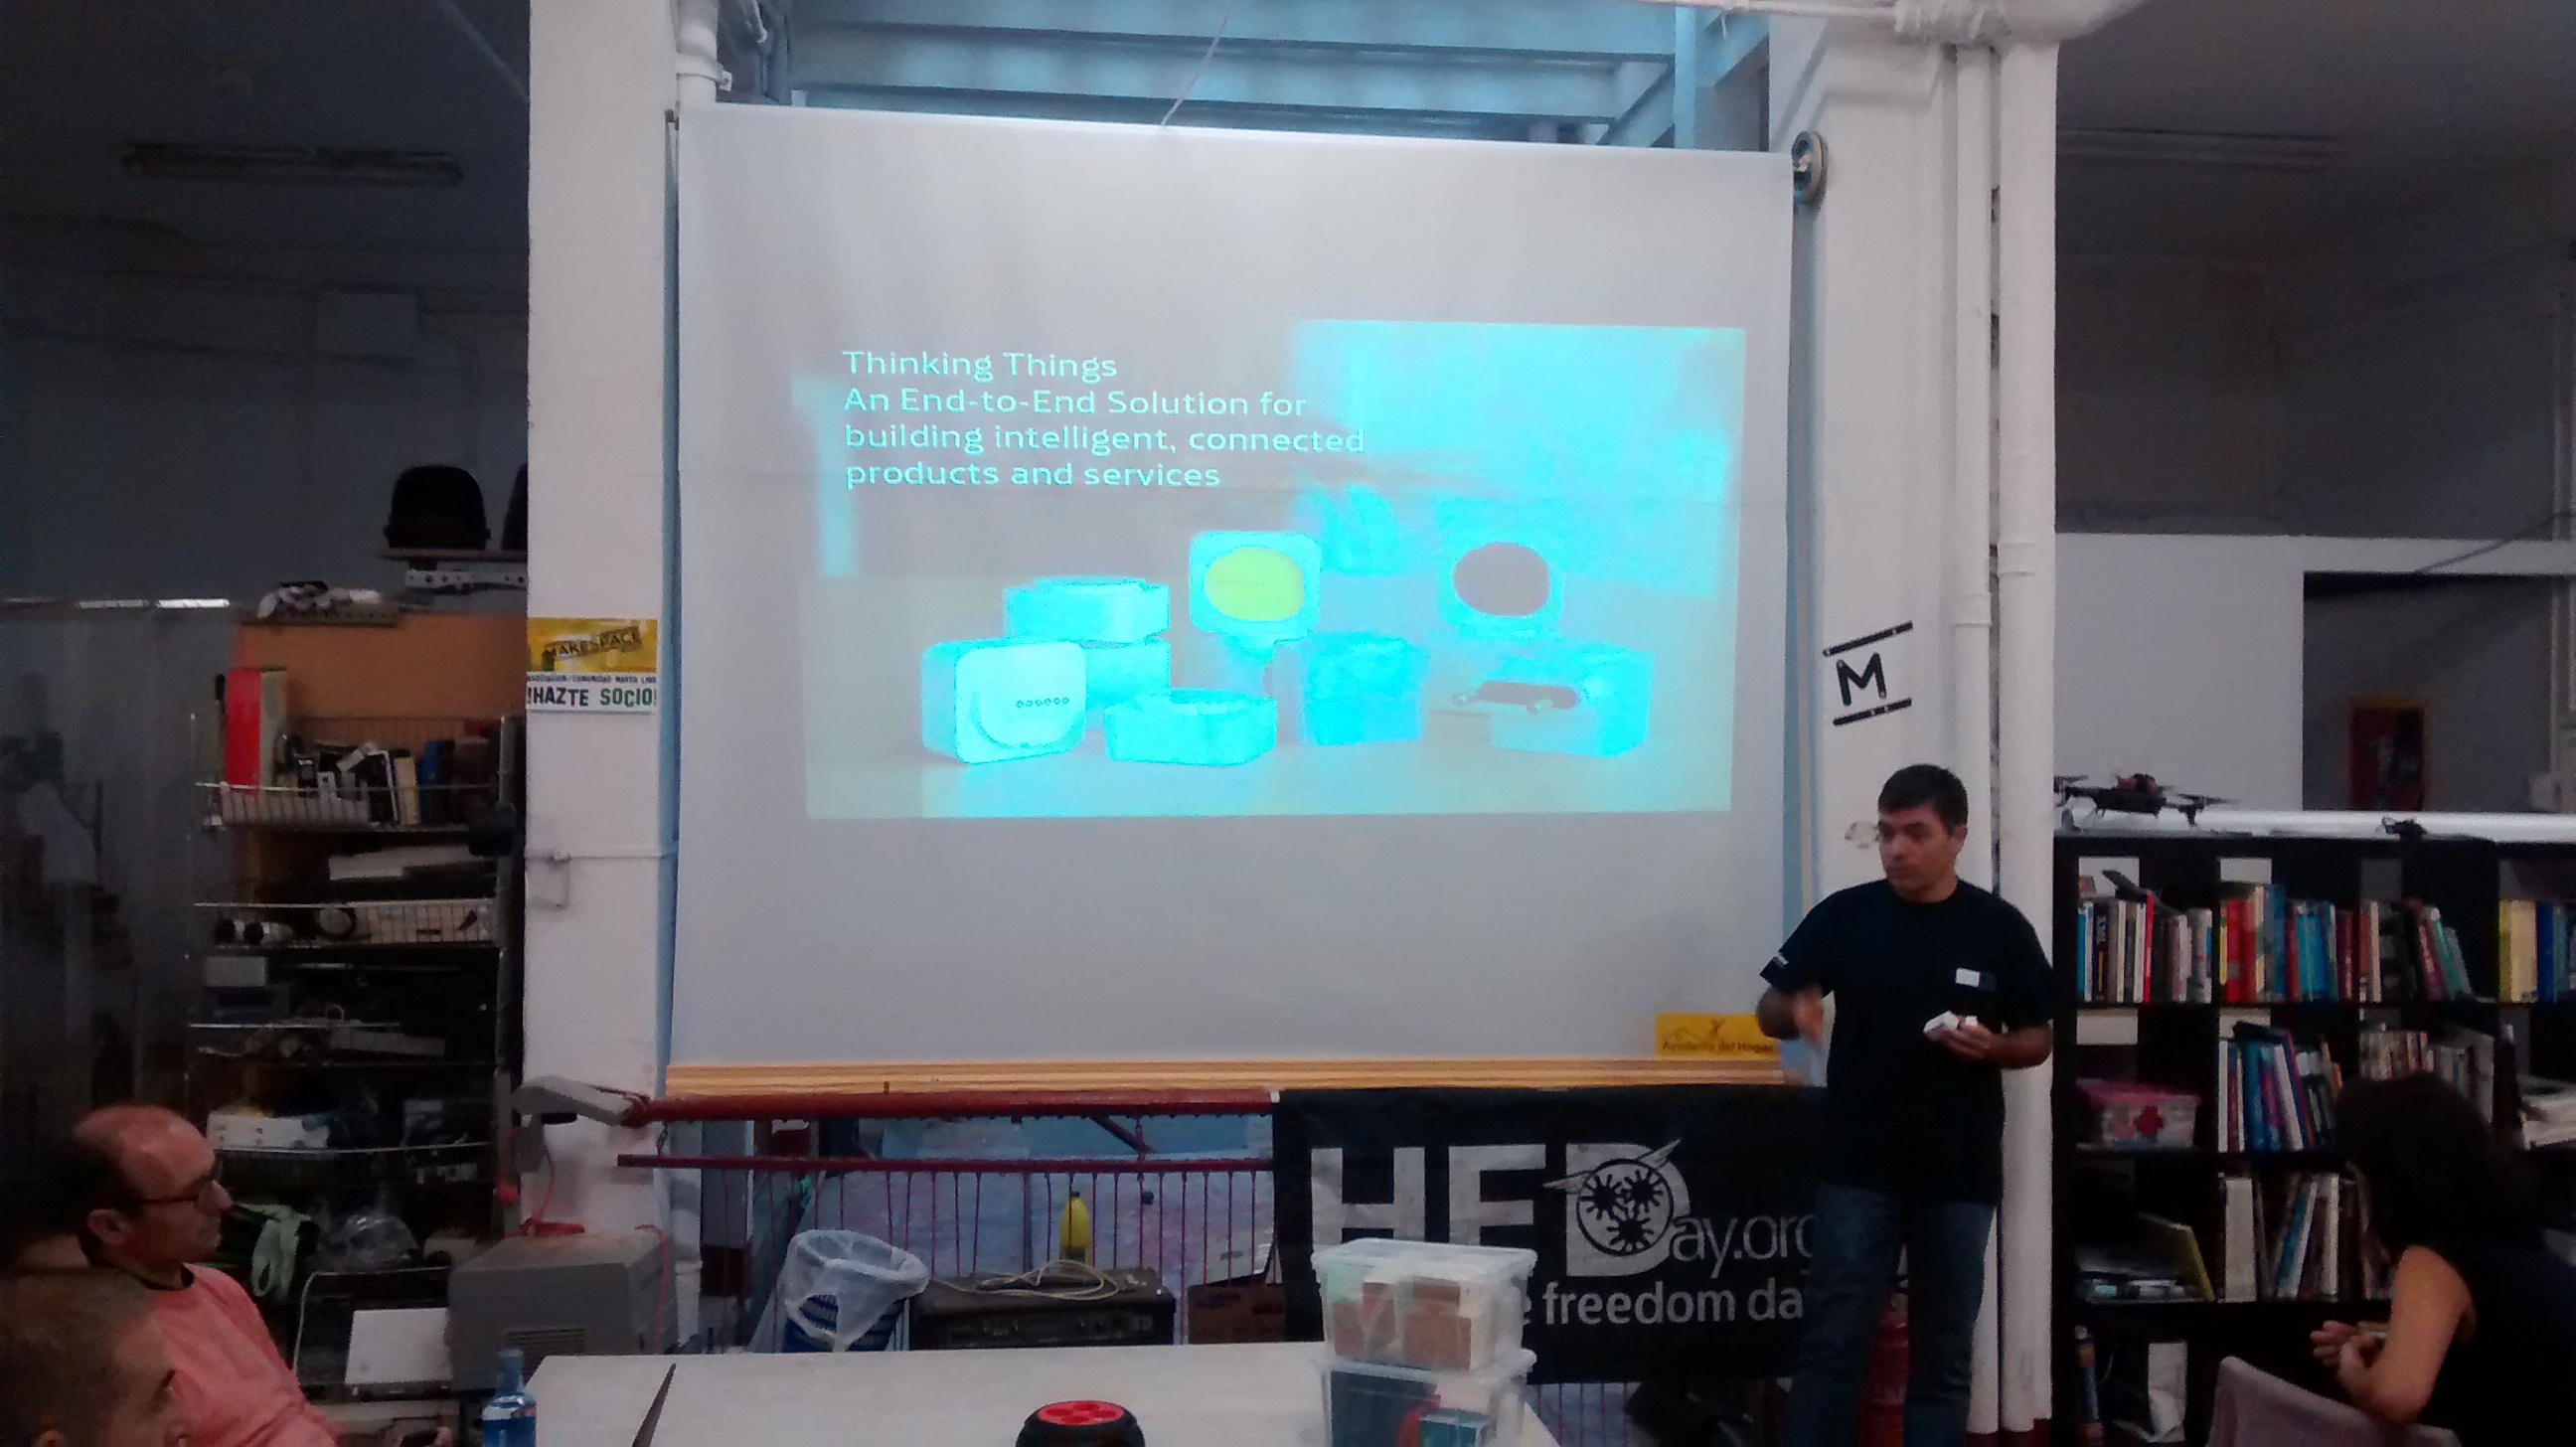 Thinking Things
An End-to-End Solution for
building intelligent, connected
products and services
MAKESPACE
¡HAZTE SOCIO!
M
HFDay.org
freedom da